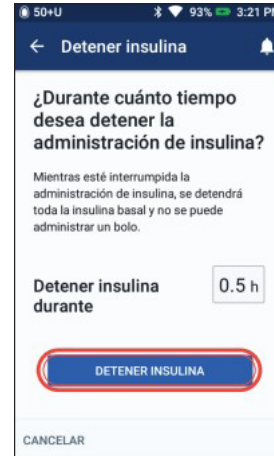 50+U 93% 3:21 PM
Detener insulina
¿Durante cuánto tiempo
desea detener la
administración de insulina?
Mientras esté interrumpida la
administración de insulina, se detendrá
toda la insulina basal y no se puede
administrar un bolo.
Detener insulina 0.5 h
durante
DETENER INSULINA
CANCELAR